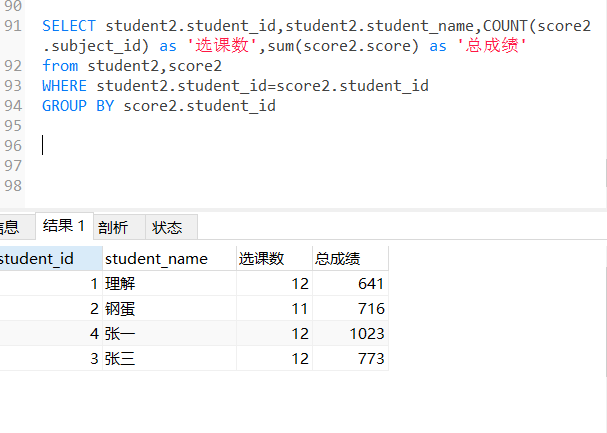 90
91 SELECT student2.student_id,student2.student_name,COUNT(score2
.subject_id) as '选课数',sum(score2.score) as '总成绩'
92 from student2,score2
93 WHERE student2.student_id=score2.student_id
94 GROUP BY score2.student_id
95
96
97
98
信息 结果 1 剖析 状态
student_id student_name 选课数 总成绩
1 理解 12 641
2 钢蛋 11 716
4 张一 12 1023
3 张三 12 773